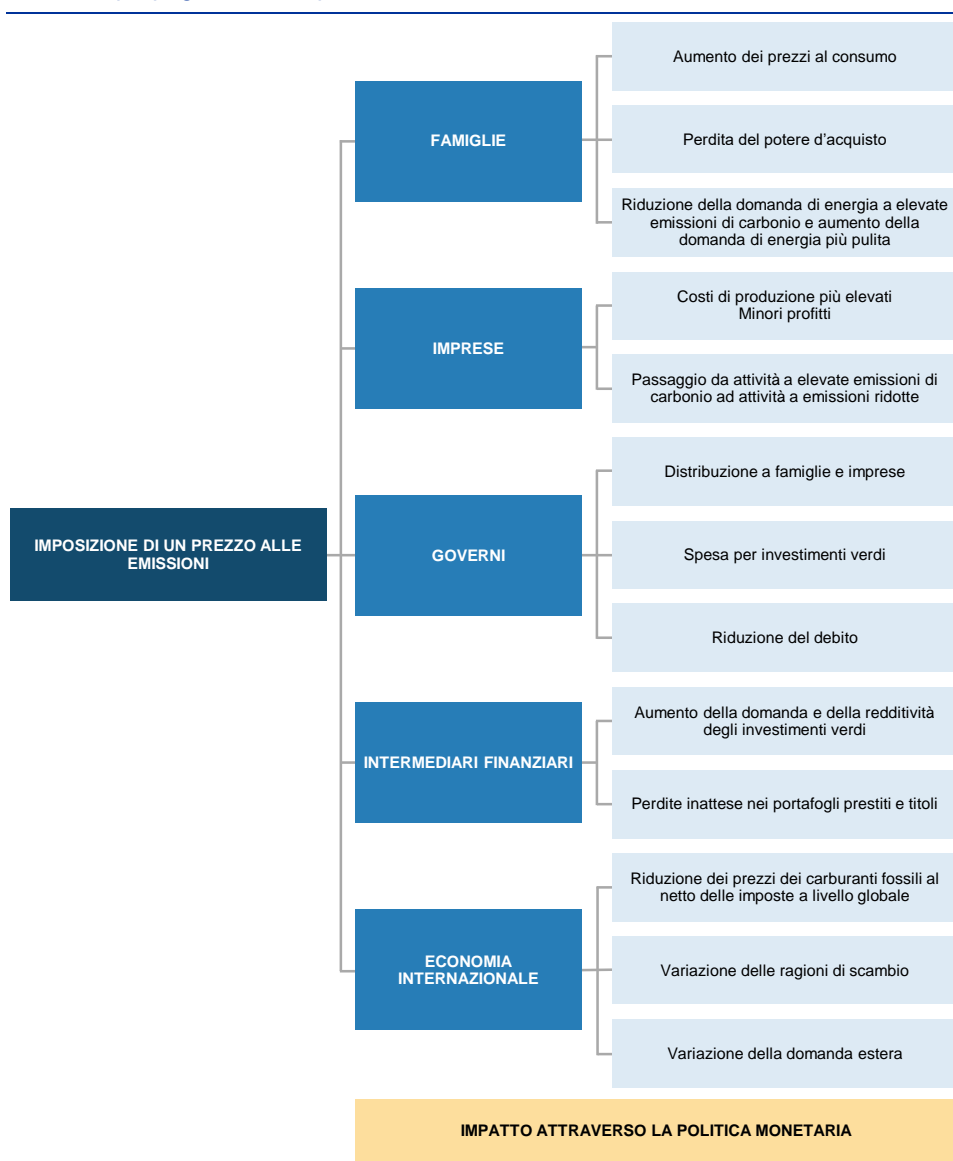 Aumento dei prezzi al consumo
FAMIGLIE
Perdita del potere d'acquisto
Riduzione della domanda di energia a elevate
emissioni di carbonio e aumento della
domanda di energia più pulita
Costi di produzione più elevati
Minori profitti
IMPRESE
Passaggio da attività a elevate emissioni di
carbonio ad attività a emissioni ridotte
Distribuzione a famiglie e imprese
IMPOSIZIONE DI UN PREZZO ALLE
EMISSIONI
GOVERNI
Spesa per investimenti verdi
Riduzione del debito
Aumento della domanda e della redditività
degli investimenti verdi
INTERMEDIARI FINANZIARI
Perdite inattese nei portafogli prestiti e titoli
Riduzione dei prezzi dei carburanti fossili al
netto delle imposte a livello globale
ECONOMIA
INTERNAZIONALE
Variazione delle ragioni di scambio
Variazione della domanda estera
IMPATTO ATTRAVERSO LA POLITICA MONETARIA